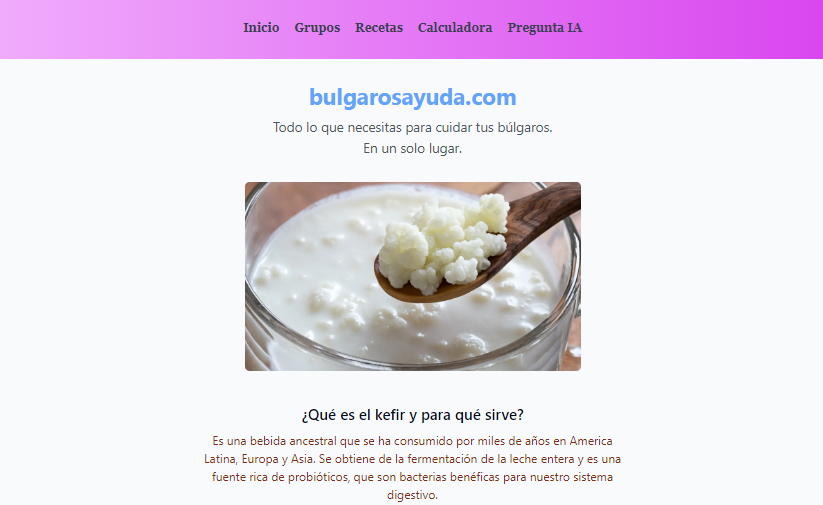 Inicio Grupos Recetas Calculadora Pregunta IA
bulgarosayuda.com
Todo lo que necesitas para cuidar tus búlgaros.
En un solo lugar.
¿Qué es el kefir y para qué sirve?
Es una bebida ancestral que se ha consumido por miles de años en America
Latina, Europa y Asia. Se obtiene de la fermentación de la leche entera y es una
fuente rica de probióticos, que son bacterias benéficas para nuestro sistema
digestivo.